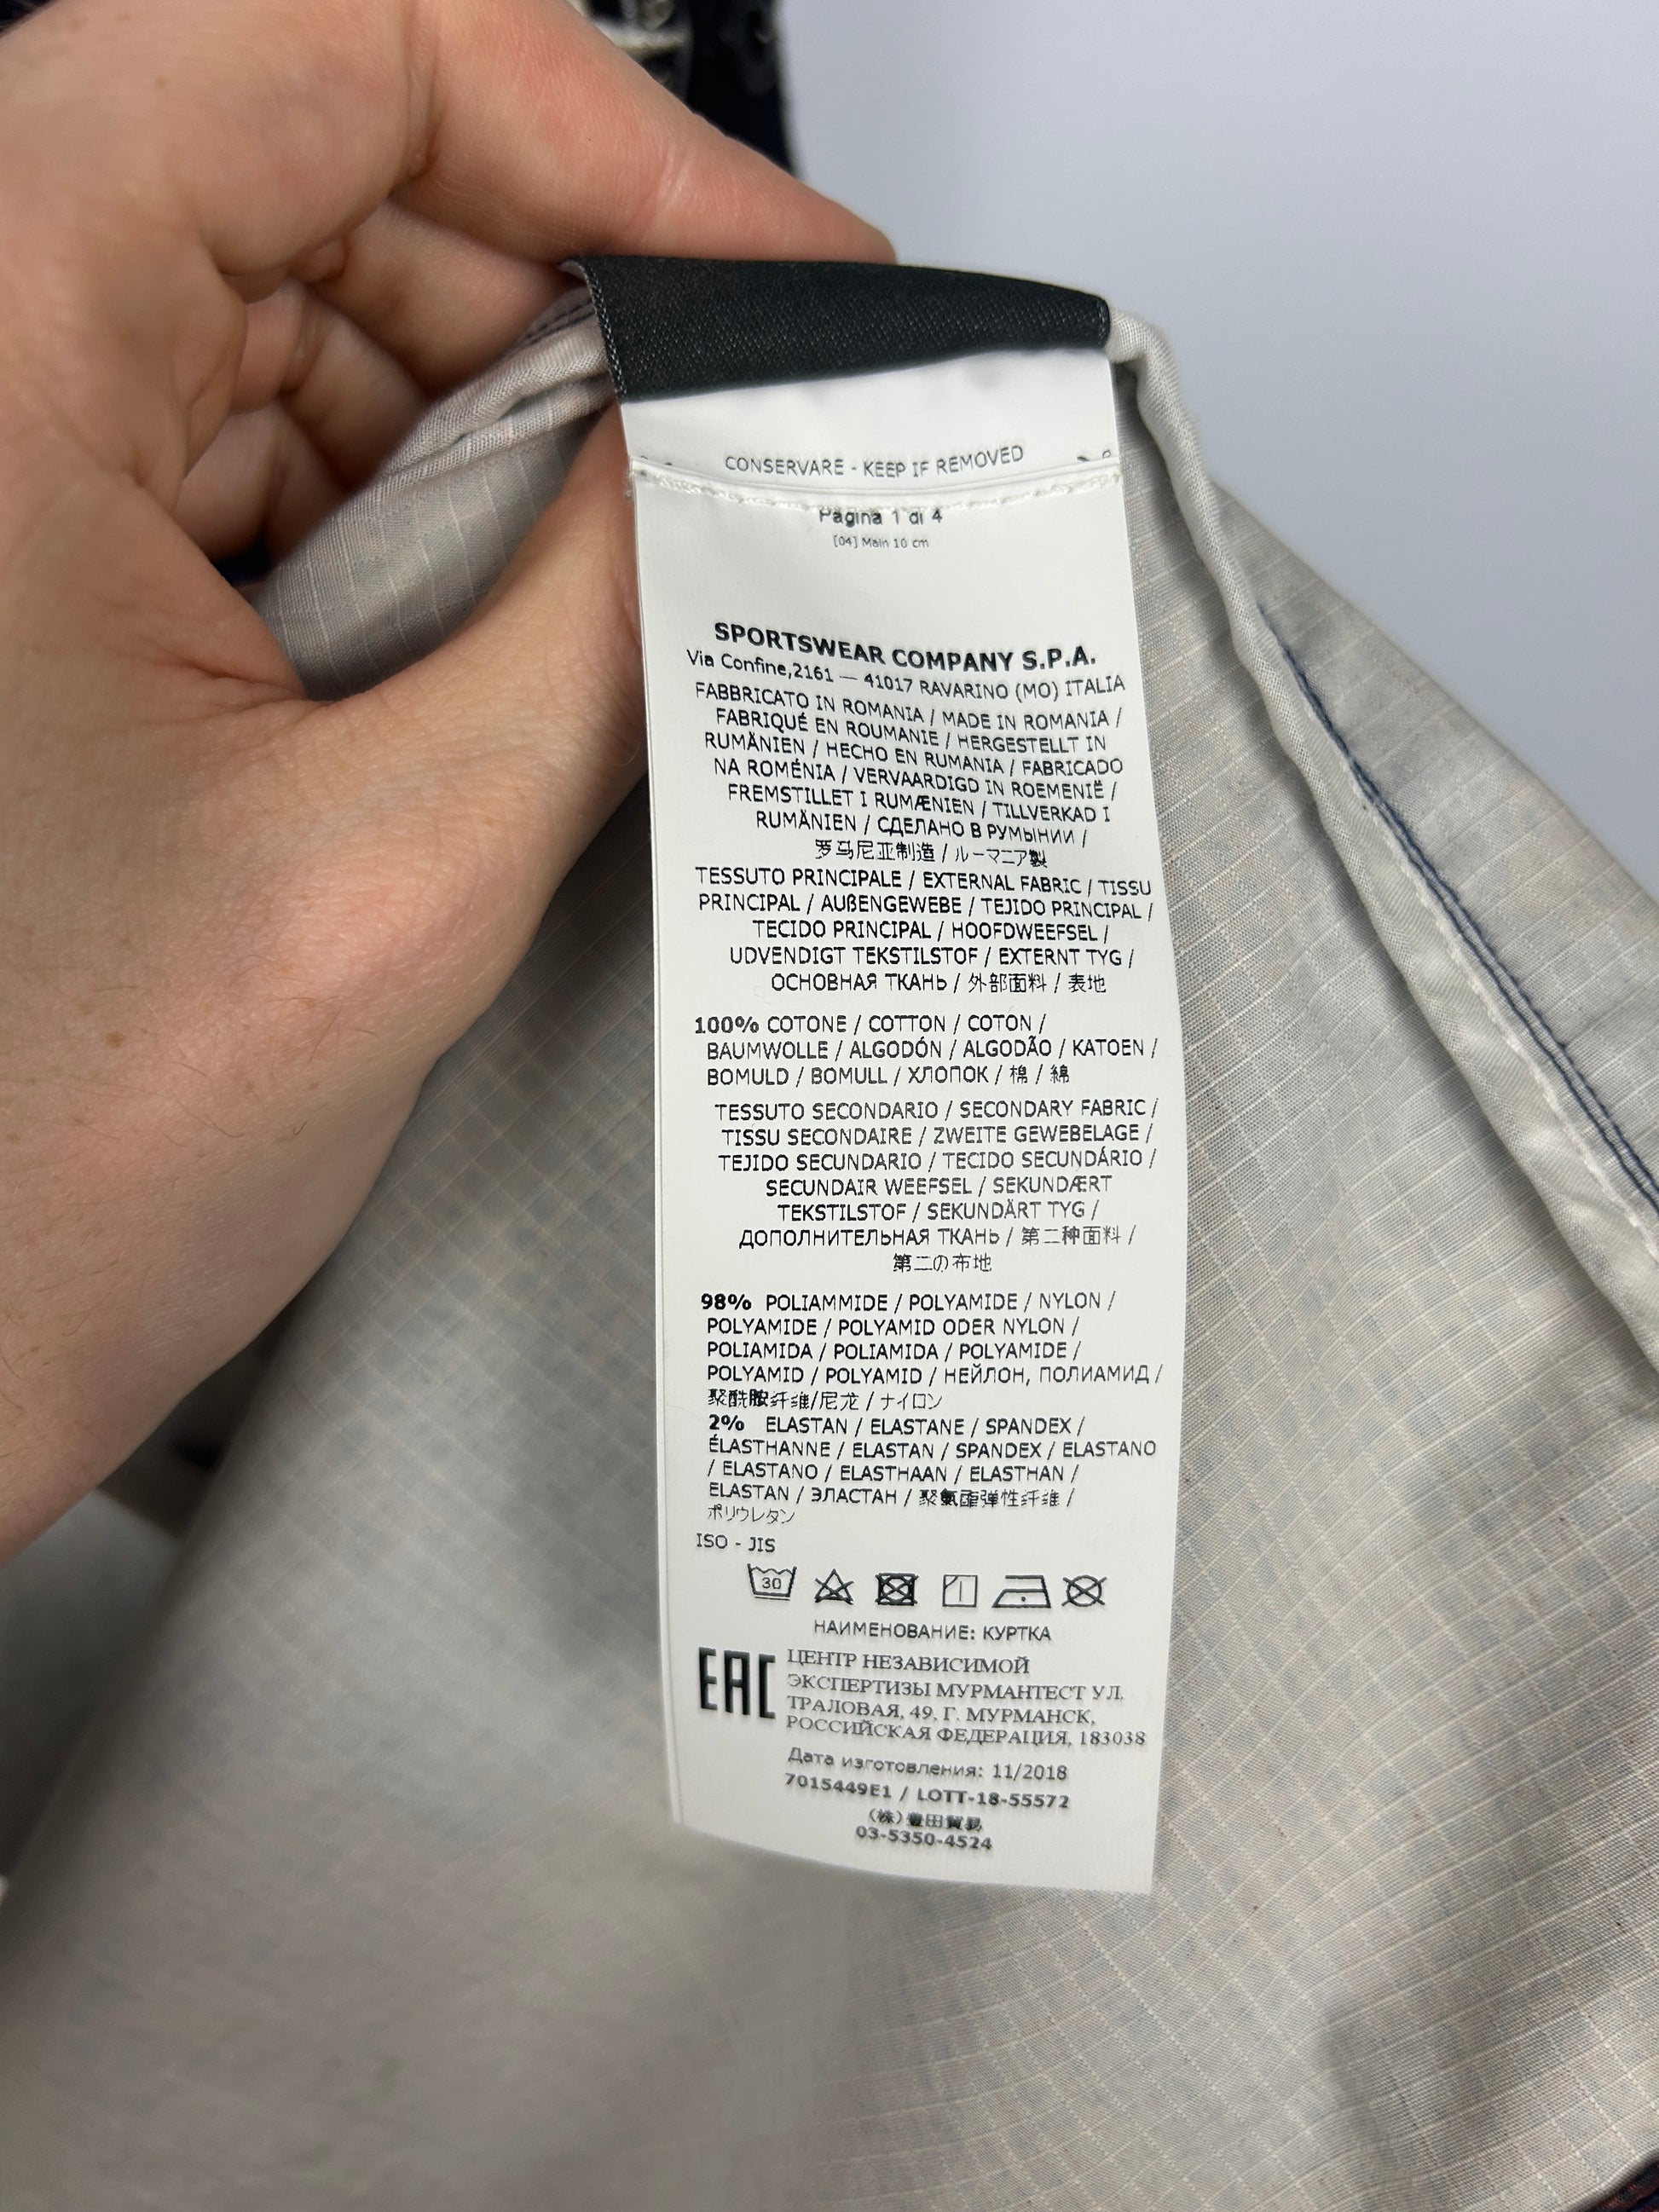 CONSERVARE - KEEP IF REMOVED
Pagina 1 di 4
[04] Main 10 cm
SPORTSWEAR COMPANY S.P.A.
Via Confine,2161 — 41017 RAVARINO (MO) ITALIA
FABBRICATO IN ROMANIA / MADE IN ROMANIA /
FABRIQUÉ EN ROUMANIE / HERGESTELLT IN
RUMÄNIEN / HECHO EN RUMANIA / FABRICADO
NA ROMÉNIA / VERVAARDIGD IN ROEMENIË /
FREMSTILLET I RUMÆNIEN / TILLVERKAD I
RUMÄNIEN / СДЕЛАНО В РУМЫНИИ /
罗马尼亚制造 / ルーマニア製
TESSUTO PRINCIPALE / EXTERNAL FABRIC / TISSU
PRINCIPAL / AUßENGEWEBE / TEJIDO PRINCIPAL /
TECIDO PRINCIPAL / HOOFDWEEFSEL /
UDVENDIGT TEKSTILSTOF / EXTERNT TYG /
ОСНОВНАЯ ТКАНЬ / 外部面料 / 表地
100% COTONE / COTTON / COTON /
BAUMWOLLE / ALGODÓN / ALGODÃO / KATOEN /
BOMULD / BOMULL / ХЛОПОК / 棉 / 綿
TESSUTO SECONDARIO / SECONDARY FABRIC /
TISSU SECONDAIRE / ZWEITE GEWEBELAGE /
TEJIDO SECUNDARIO / TECIDO SECUNDÁRIO /
SECUNDAIR WEEFSEL / SEKUNDÆRT
TEKSTILSTOF / SEKUNDÄRT TYG /
ДОПОЛНИТЕЛЬНАЯ ТКАНЬ / 第二种面料 /
第二の布地
98% POLIAMMIDE / POLYAMIDE / NYLON /
POLYAMIDE / POLYAMID ODER NYLON /
POLIAMIDA / POLIAMIDA / POLYAMIDE /
POLYAMID / POLYAMID / НЕЙЛОН, ПОЛИАМИД /
聚酰胺纤维/尼龙 / ナイロン
2% ELASTAN / ELASTANE / SPANDEX /
ÉLASTHANNE / ELASTAN / SPANDEX / ELASTANO
/ ELASTANO / ELASTHAAN / ELASTHAN /
ELASTAN / ЭЛАСТАН / 聚氨酯弹性纤维 /
ポリウレタン
ISO - JIS
30
НАИМЕНОВАНИЕ: КУРТКА
EAC
ЦЕНТР НЕЗАВИСИМОЙ
ЭКСПЕРТИЗЫ МУРМАНТЕСТ УЛ.
ТРАЛОВАЯ, 49, Г. МУРМАНСК,
РОССИЙСКАЯ ФЕДЕРАЦИЯ, 183038
Дата изготовления: 11/2018
7015449E1 / LOTT-18-55572
(株)豊田貿易
03-5350-4524